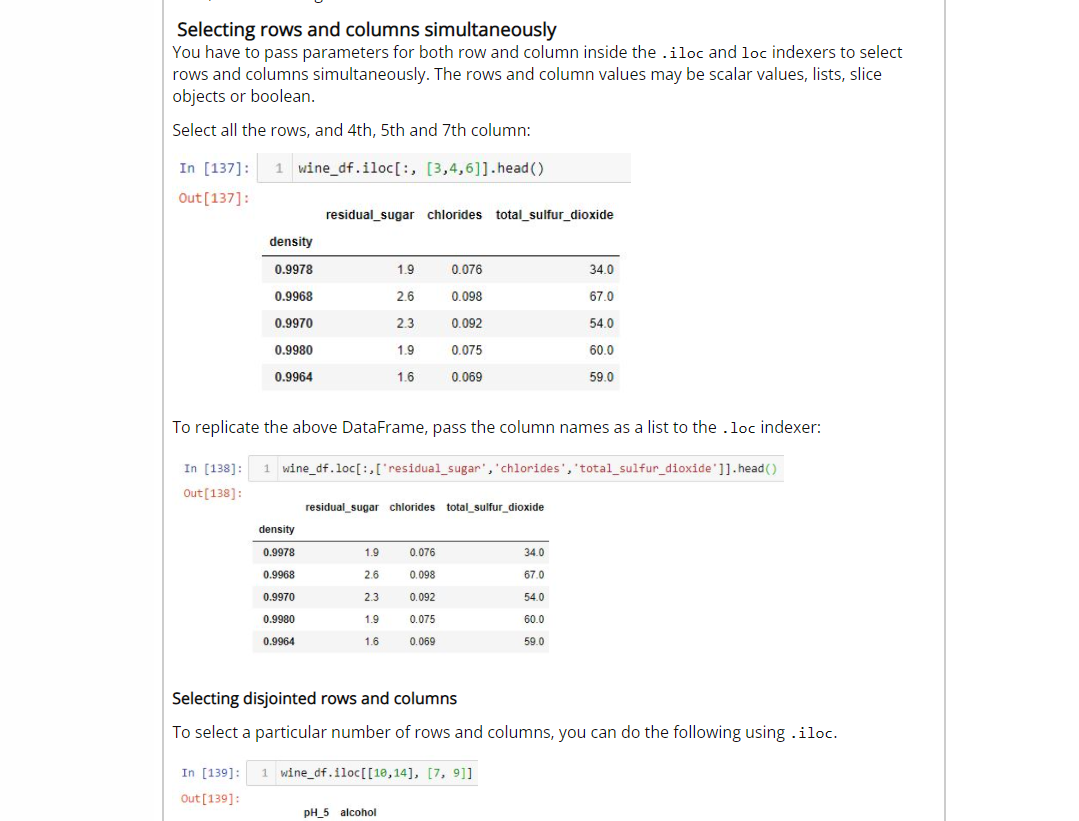 Selecting rows and columns simultaneously
You have to pass parameters for both row and column inside the .iloc and loc indexers to select
rows and columns simultaneously. The rows and column values may be scalar values, lists, slice
objects or boolean.
Select all the rows, and 4th, 5th and 7th column:
In [137]: 1 wine_df.iloc[:, [3,4,6]].head()
Out[137]:
residual_sugar chlorides total_sulfur_dioxide
density
0.9978 1.9 0.076 34.0
0.9968 2.6 0.098 67.0
0.9970 2.3 0.092 54.0
0.9980 1.9 0.075 60.0
0.9964 1.6 0.069 59.0
To replicate the above DataFrame, pass the column names as a list to the .loc indexer:
In [138]: 1 wine_df.loc[:,['residual_sugar','chlorides','total_sulfur_dioxide']].head()
Out[138]:
residual_sugar chlorides total_sulfur_dioxide
density
0.9978 1.9 0.076 34.0
0.9968 2.6 0.098 67.0
0.9970 2.3 0.092 54.0
0.9980 1.9 0.075 60.0
0.9964 1.6 0.069 59.0
Selecting disjointed rows and columns
To select a particular number of rows and columns, you can do the following using .iloc.
In [139]: 1 wine_df.iloc[[10,14], [7, 9]]
Out[139]:
pH_5 alcohol